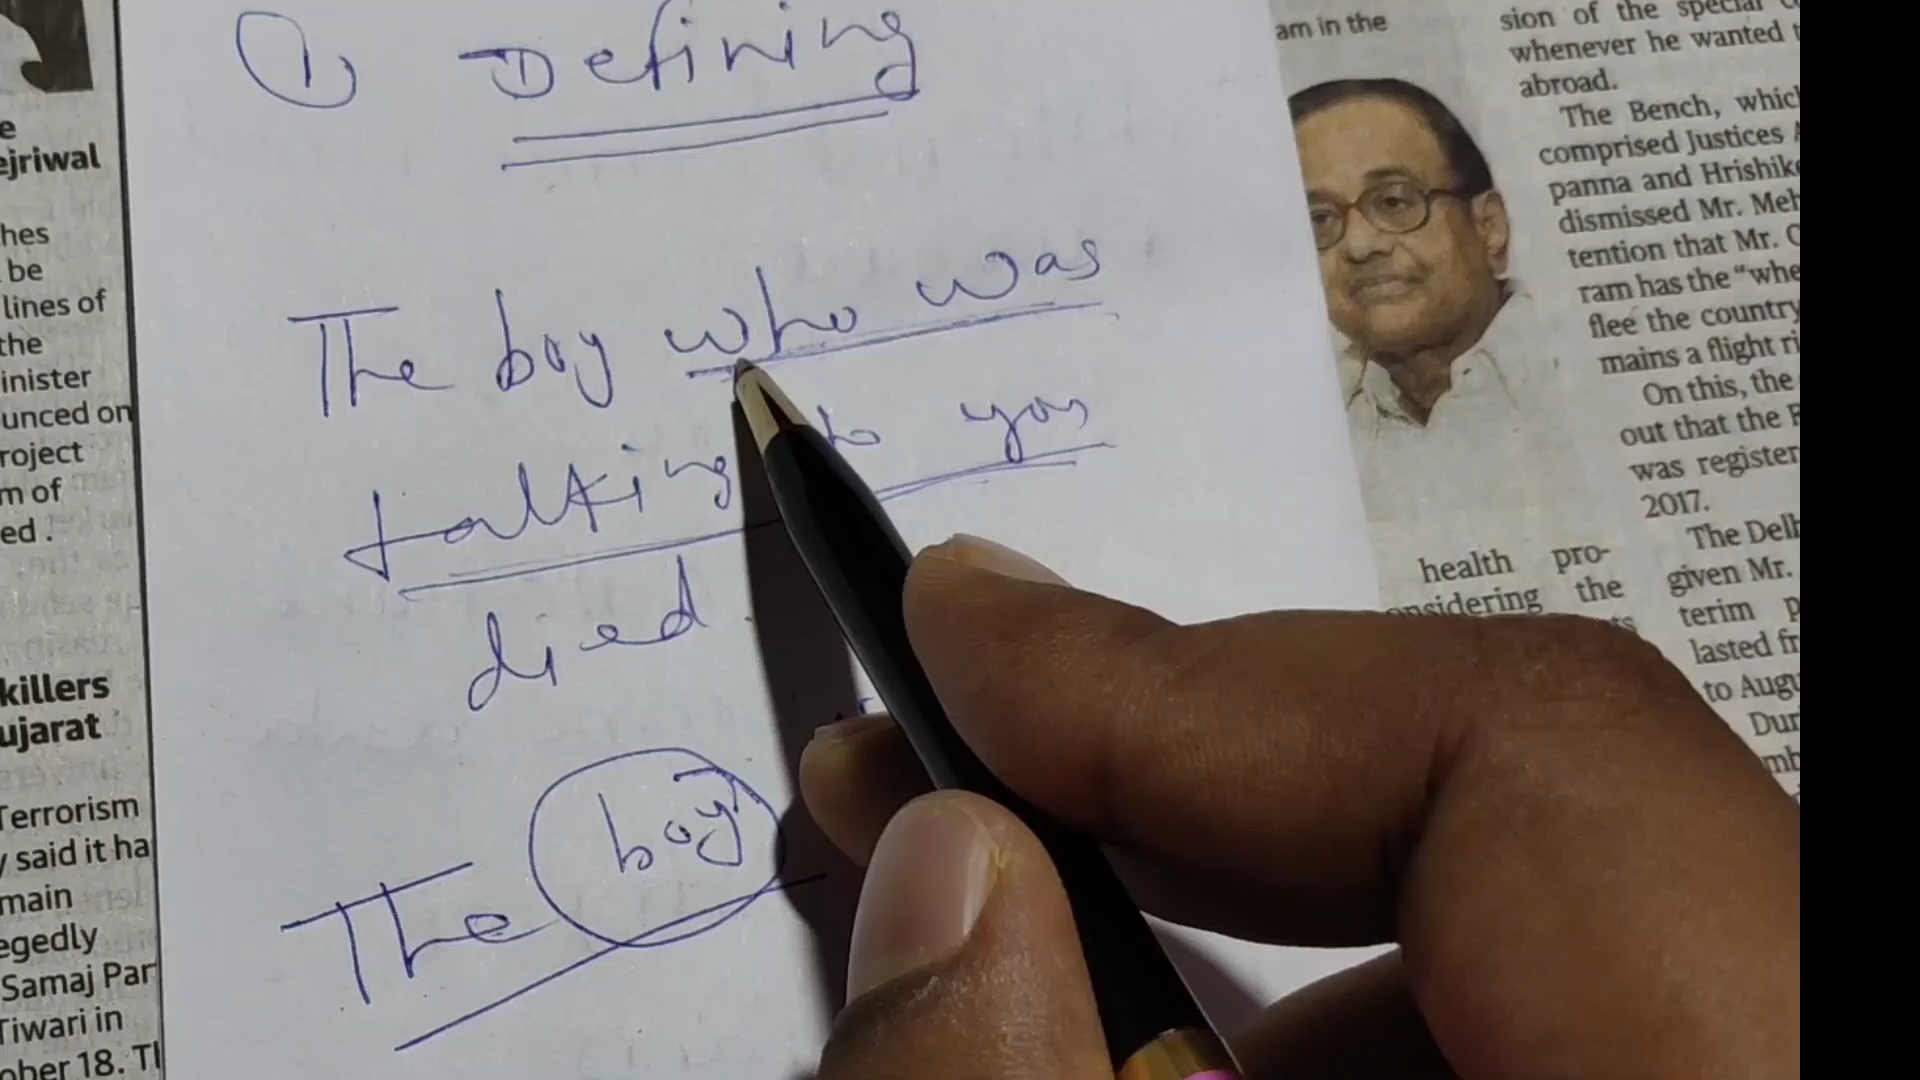 ① Defining
The boy who was
talking to you
died.
The boy
e
ejriwal
hes
be
lines of
the
inister
unced on
roject
m of
ed.
killers
ujarat
Terrorism
y said it ha
main
egedly
Samaj Par
Tiwari in
ober 18. Th
am in the
sion of the special c
whenever he wanted t
abroad.
The Bench, which
comprised Justices A
panna and Hrishike
dismissed Mr. Meh
tention that Mr. C
ram has the “whe
flee the country
mains a flight ri
On this, the
out that the F
was register
2017.
The Delh
given Mr.
terim p
lasted fr
to Augu
Dur
mb
health pro-
onsidering the
ts